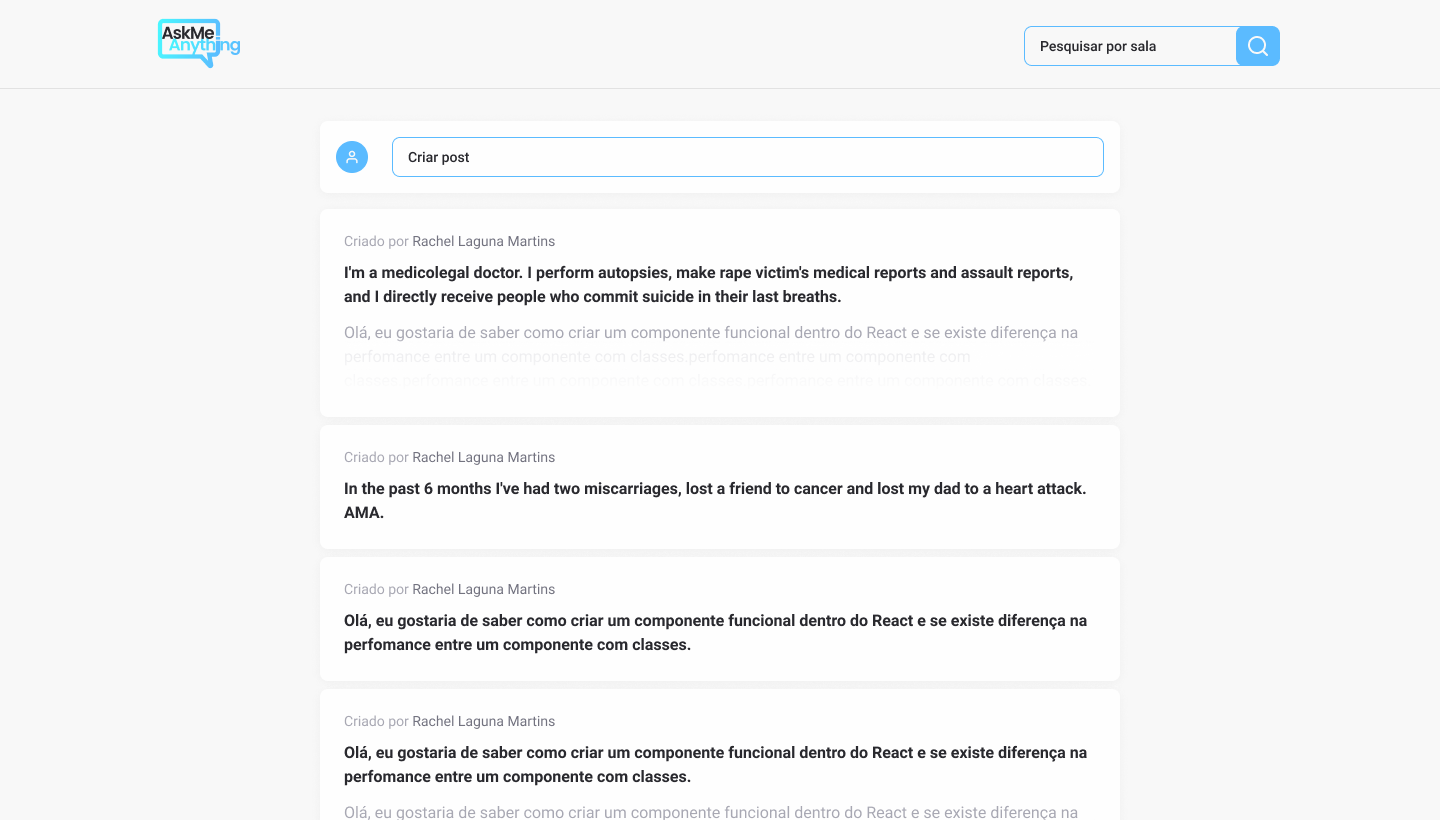 AskMe
Anything
Pesquisar por sala
Criar post
Criado por Rachel Laguna Martins
I'm a medicolegal doctor. I perform autopsies, make rape victim's medical reports and assault reports,
and I directly receive people who commit suicide in their last breaths.
Olá, eu gostaria de saber como criar um componente funcional dentro do React e se existe diferença na
perfomance entre um componente com classes.perfomance entre um componente com
classes.perfomance entre um componente com classes.perfomance entre um componente com classes.
Criado por Rachel Laguna Martins
In the past 6 months I've had two miscarriages, lost a friend to cancer and lost my dad to a heart attack.
AMA.
Criado por Rachel Laguna Martins
Olá, eu gostaria de saber como criar um componente funcional dentro do React e se existe diferença na
perfomance entre um componente com classes.
Criado por Rachel Laguna Martins
Olá, eu gostaria de saber como criar um componente funcional dentro do React e se existe diferença na
perfomance entre um componente com classes.
Olá, eu gostaria de saber como criar um componente funcional dentro do React e se existe diferença na